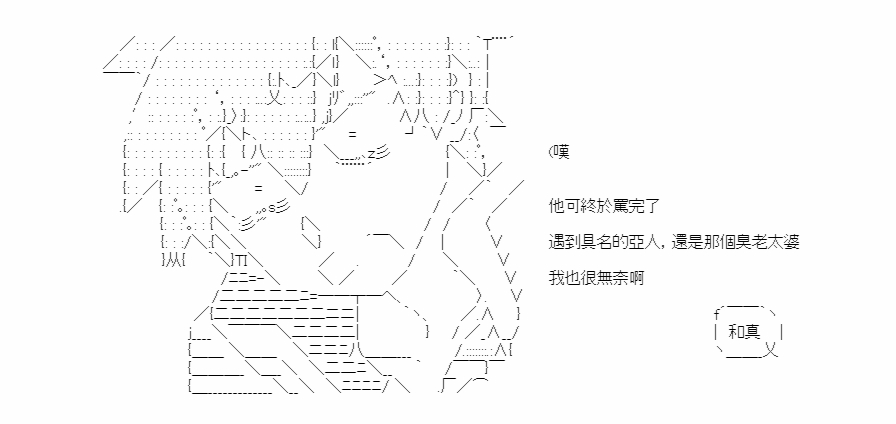 (嘆
他可終於罵完了
遇到具名的亞人，還是那個臭老太婆
我也很無奈啊
和真